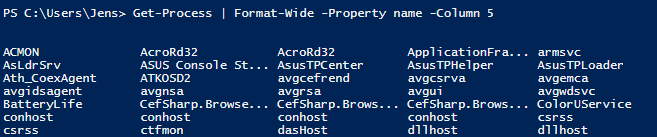 PS C:\Users\Jens> Get-Process | Format-Wide -Property name -Column 5
ACMON AcroRd32 AcroRd32 ApplicationFra... armsvc
AsLdrSrv ASUS Console St... AsusTPCenter AsusTPHelper AsusTPLoader
Ath_CoexAgent ATKOSD2 avgcefrend avgcsrva avgemca
avgidsagent avgnsa avgrsa avgui avgwdsvc
BatteryLife CefSharp.Browse... CefSharp.Brows... CefSharp.Brows... ColorUService
conhost conhost conhost conhost csrss
csrss ctfmon dasHost dllhost dllhost